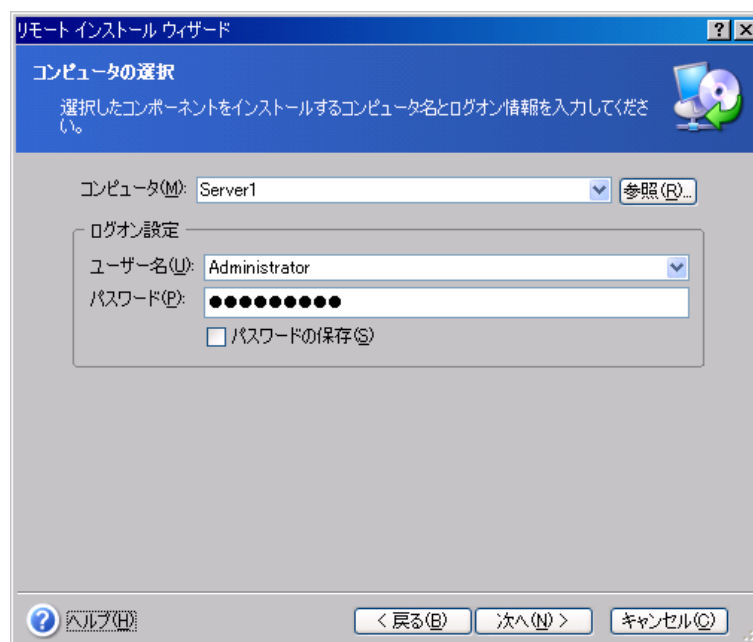 リモート インストール ウィザード
コンピュータの選択
選択したコンポーネントをインストールするコンピュータ名とログオン情報を入力してくださ
い。
コンピュータ(M): Server1 参照(R)...
ログオン設定
ユーザー名(U): Administrator
パスワード(P): ●●●●●●●●●
パスワードの保存(S)
ヘルプ(H) < 戻る(B) 次へ(N) > キャンセル(C)